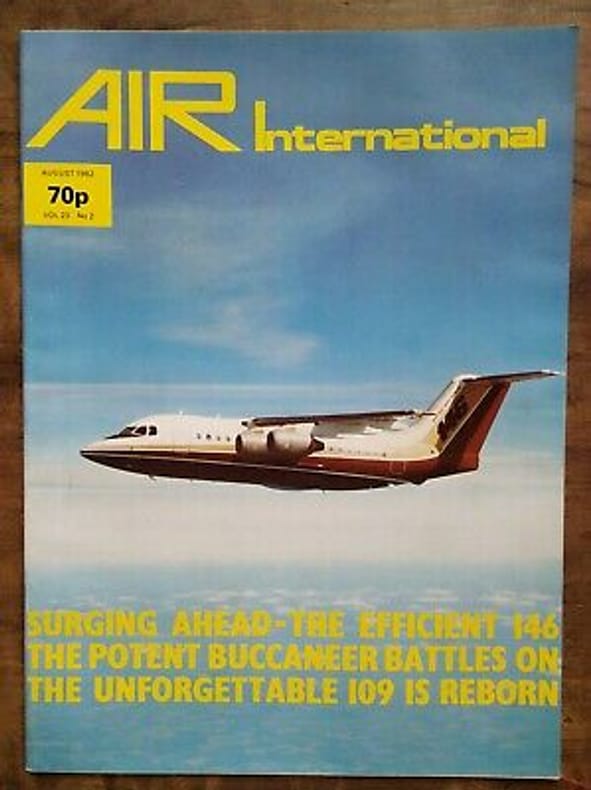 AIR International
AUGUST 1982
70p
VOL 23 No 2
SURGING AHEAD-THE EFFICIENT 146
THE POTENT BUCCANEER BATTLES ON
THE UNFORGETTABLE 109 IS REBORN